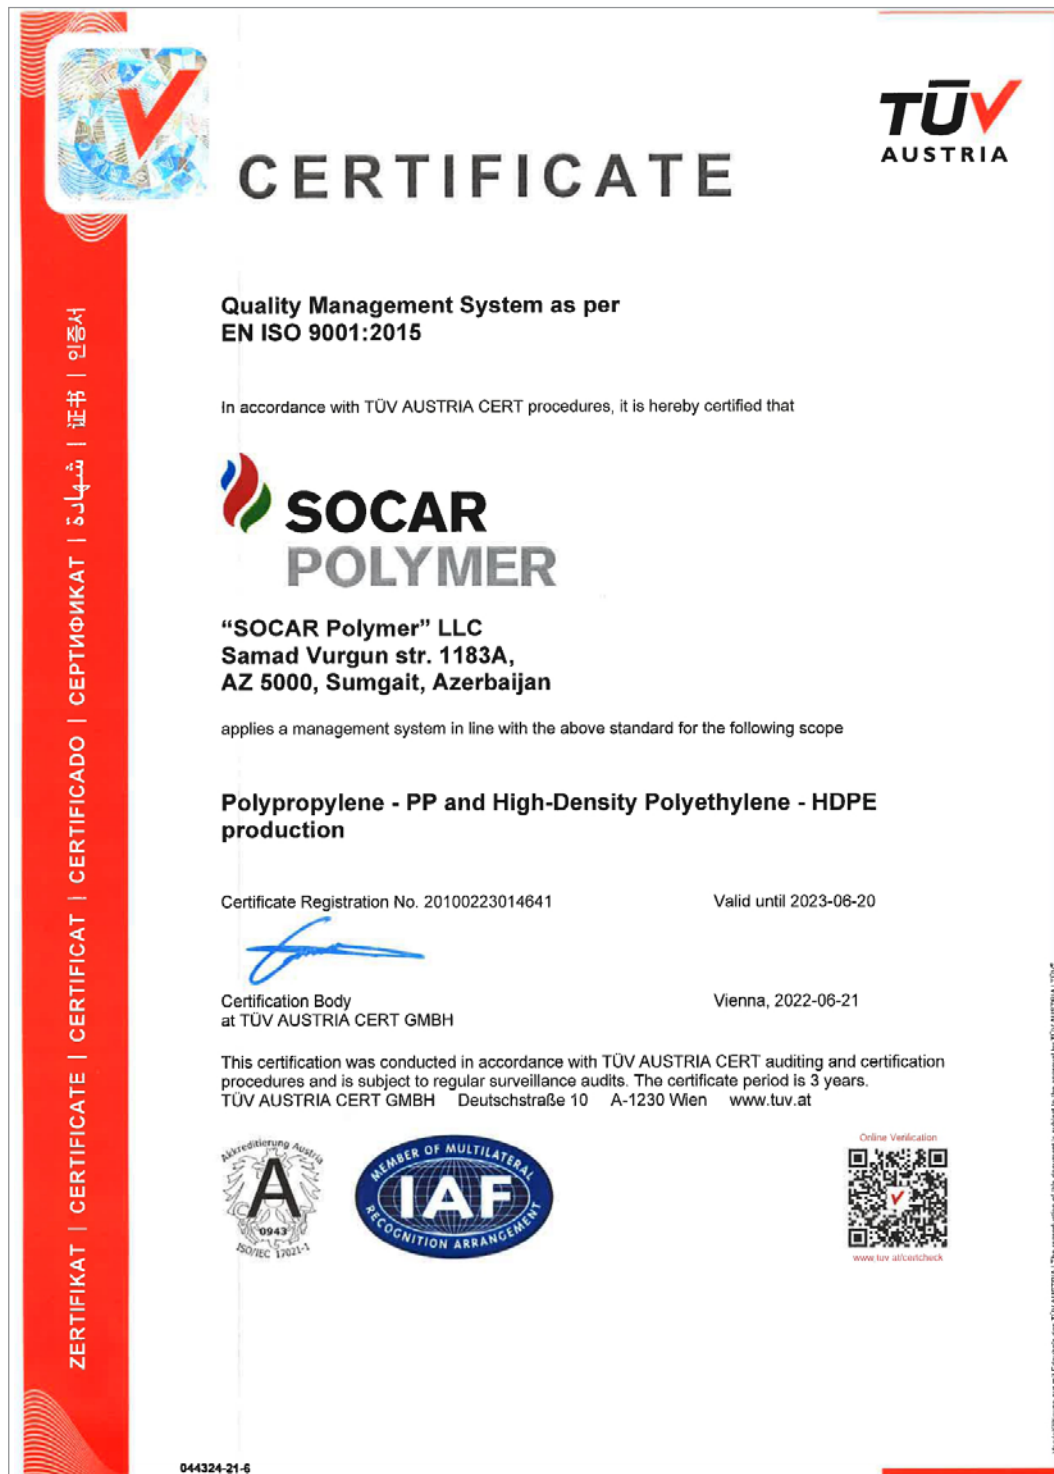 TÜV
AUSTRIA
CERTIFICATE
Quality Management System as per
EN ISO 9001:2015
In accordance with TÜV AUSTRIA CERT procedures, it is hereby certified that
SOCAR
POLYMER
“SOCAR Polymer” LLC
Samad Vurgun str. 1183A,
AZ 5000, Sumgait, Azerbaijan
applies a management system in line with the above standard for the following scope
Polypropylene - PP and High-Density Polyethylene - HDPE
production
Certificate Registration No. 20100223014641
Valid until 2023-06-20
Certification Body
at TÜV AUSTRIA CERT GMBH
Vienna, 2022-06-21
This certification was conducted in accordance with TÜV AUSTRIA CERT auditing and certification
procedures and is subject to regular surveillance audits. The certificate period is 3 years.
TÜV AUSTRIA CERT GMBH Deutschstraße 10 A-1230 Wien www.tuv.at
Akkreditierung Austria
A
0943
ISO/IEC 17021-1
MEMBER OF MULTILATERAL
IAF
RECOGNITION ARRANGEMENT
Online Verification
www.tuv.at/certcheck
ZERTIFIKAT | CERTIFICATE | CERTIFICAT | CERTIFICADO | СЕРТИФИКАТ | شهادة | 证书 | 인증서
044324-21-6